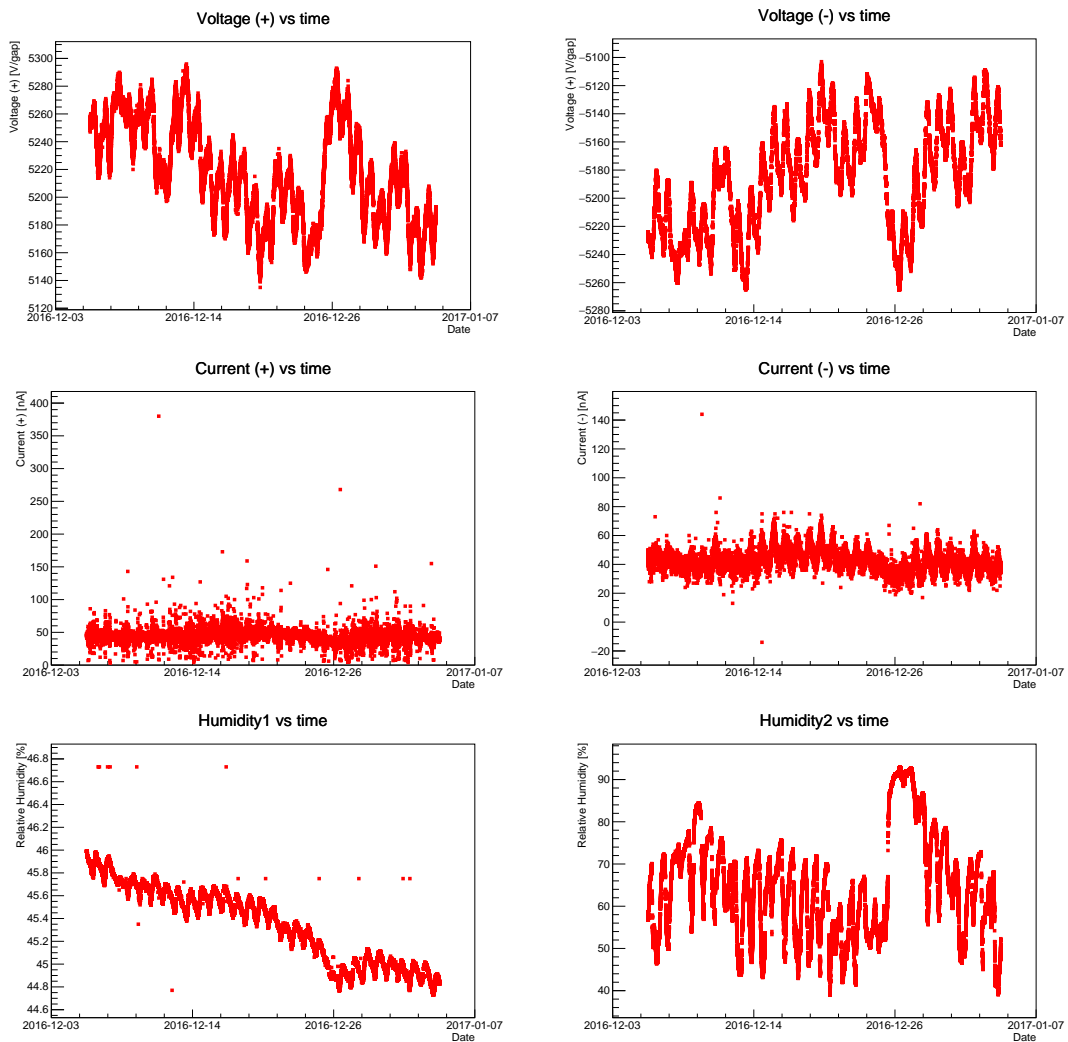 Voltage (+) vs time
Voltage (+) [V/gap]
5300
5280
5260
5240
5220
5200
5180
5160
5140
5120
2016-12-03 2016-12-14 2016-12-26 2017-01-07
Date
Voltage (-) vs time
Voltage (+) [V/gap]
−5100
−5120
−5140
−5160
−5180
−5200
−5220
−5240
−5260
−5280
2016-12-03 2016-12-14 2016-12-26 2017-01-07
Date
Current (+) vs time
Current (+) [nA]
400
350
300
250
200
150
100
50
0
2016-12-03 2016-12-14 2016-12-26 2017-01-07
Date
Current (-) vs time
Current (-) [nA]
140
120
100
80
60
40
20
0
−20
2016-12-03 2016-12-14 2016-12-26 2017-01-07
Date
Humidity1 vs time
Relative Humidity [%]
46.8
46.6
46.4
46.2
46
45.8
45.6
45.4
45.2
45
44.8
44.6
2016-12-03 2016-12-14 2016-12-26 2017-01-07
Date
Humidity2 vs time
Relative Humidity [%]
90
80
70
60
50
40
2016-12-03 2016-12-14 2016-12-26 2017-01-07
Date